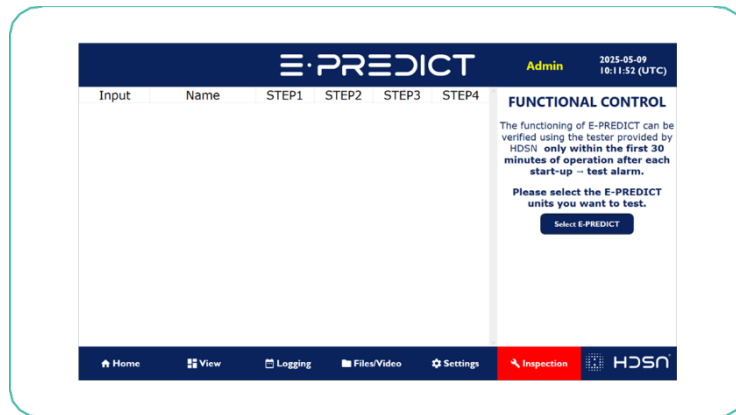 E·PREDICT
Admin
2025-05-09
10:11:52 (UTC)
Input Name STEP1 STEP2 STEP3 STEP4
FUNCTIONAL CONTROL
The functioning of E-PREDICT can be
verified using the tester provided by
HDSN only within the first 30
minutes of operation after each
start-up → test alarm.
Please select the E-PREDICT
units you want to test.
Select E-PREDICT
Home View Logging Files/Video Settings Inspection HDSN